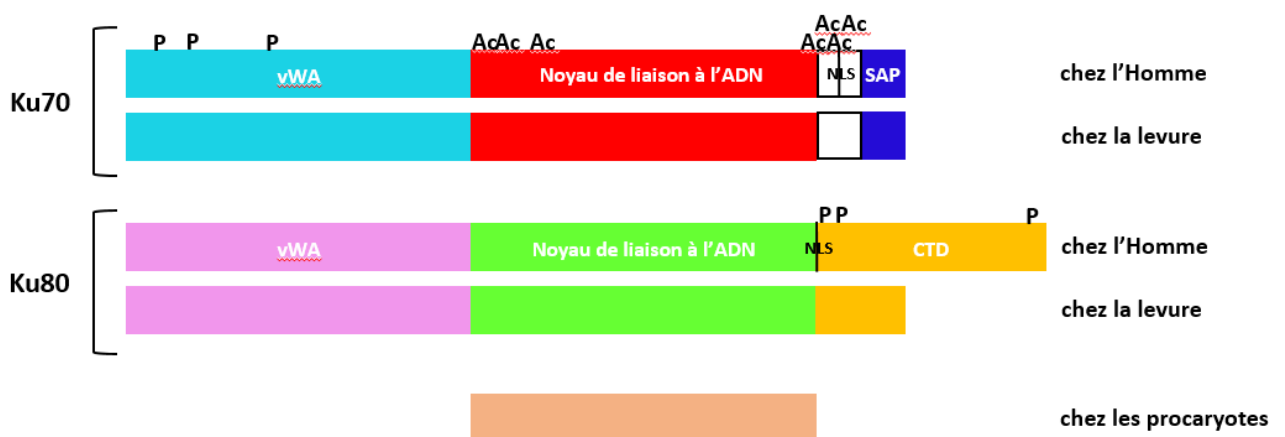 AcAc
P P P AcAc Ac AcAc
vWA Noyau de liaison à l’ADN NLS SAP chez l’Homme
Ku70
chez la levure
P P P
vWA Noyau de liaison à l’ADN NLS CTD chez l’Homme
Ku80
chez la levure
chez les procaryotes